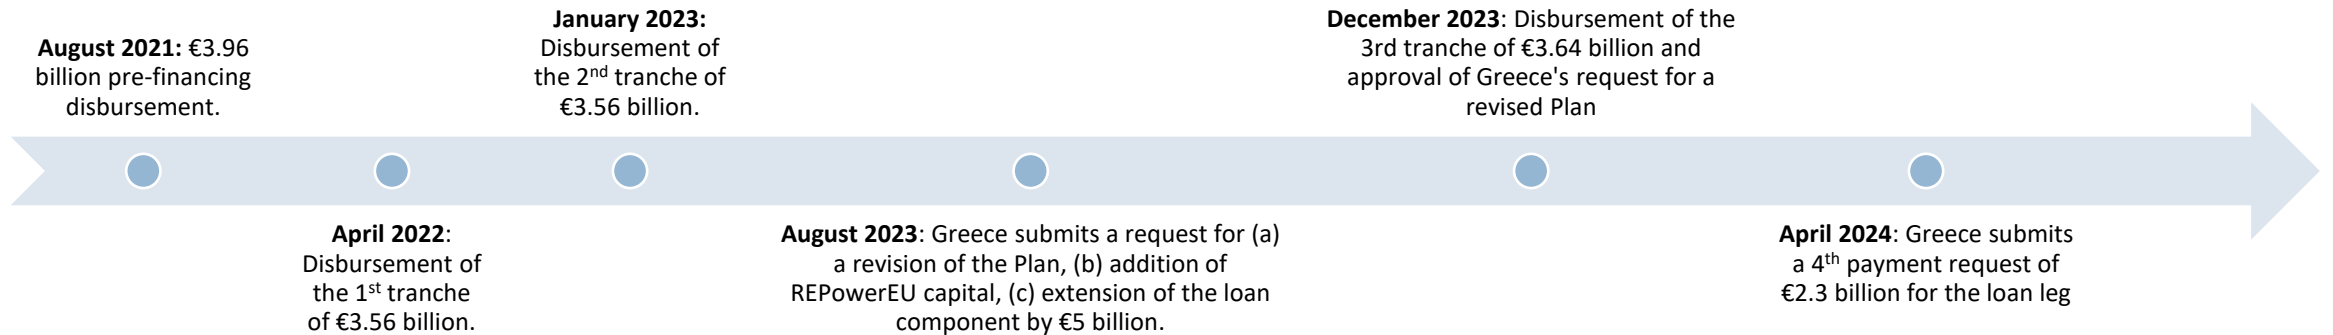 August 2021: €3.96
billion pre-financing
disbursement.
April 2022:
Disbursement of
the 1st tranche
of €3.56 billion.
January 2023:
Disbursement of
the 2nd tranche of
€3.56 billion.
August 2023: Greece submits a request for (a)
a revision of the Plan, (b) addition of
REPowerEU capital, (c) extension of the loan
component by €5 billion.
December 2023: Disbursement of the
3rd tranche of €3.64 billion and
approval of Greece's request for a
revised Plan
April 2024: Greece submits
a 4th payment request of
€2.3 billion for the loan leg